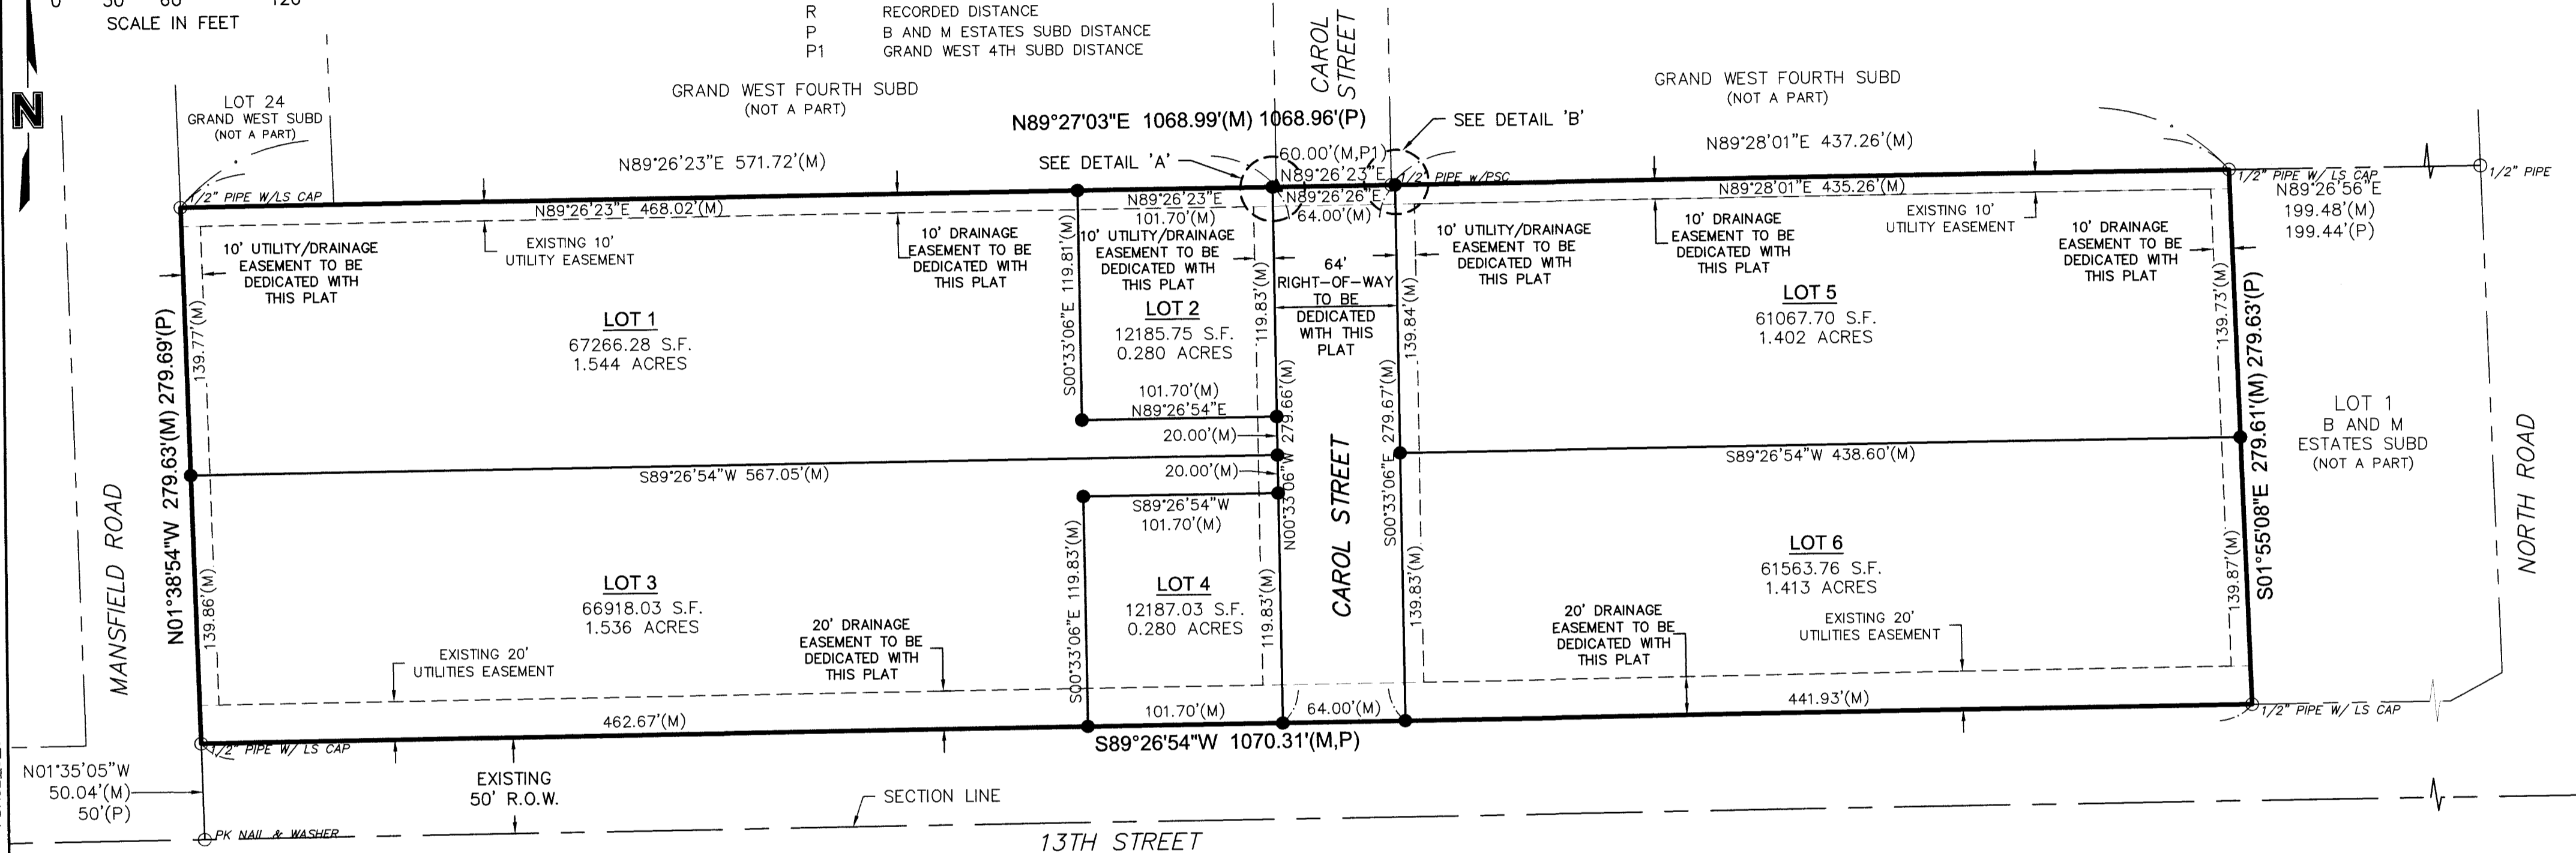 0 30 60 120
SCALE IN FEET
R RECORDED DISTANCE
P B AND M ESTATES SUBD DISTANCE
P1 GRAND WEST 4TH SUBD DISTANCE
CAROL
STREET
N
LOT 24
GRAND WEST SUBD
(NOT A PART)
GRAND WEST FOURTH SUBD
(NOT A PART)
GRAND WEST FOURTH SUBD
(NOT A PART)
N89°27'03"E 1068.99'(M) 1068.96'(P)
SEE DETAIL 'B'
N89°26'23"E 571.72'(M)
SEE DETAIL 'A'
60.00'(M,P1)
N89°26'23"E
N89°28'01"E 437.26'(M)
1/2" PIPE W/LS CAP
1/2" PIPE W/PSC
1/2" PIPE W/ LS CAP
1/2" PIPE
N89°26'56"E
199.48'(M)
199.44'(P)
N89°26'23"E 468.02'(M)
N89°26'23"E
101.70'(M)
N89°26'26"E
64.00'(M)
N89°28'01"E 435.26'(M)
10' UTILITY/DRAINAGE
EASEMENT TO BE
DEDICATED WITH
THIS PLAT
EXISTING 10'
UTILITY EASEMENT
10' DRAINAGE
EASEMENT TO BE
DEDICATED WITH
THIS PLAT
10' UTILITY/DRAINAGE
EASEMENT TO BE
DEDICATED WITH
THIS PLAT
64'
RIGHT-OF-WAY
TO BE
DEDICATED
WITH THIS
PLAT
10' UTILITY/DRAINAGE
EASEMENT TO BE
DEDICATED WITH
THIS PLAT
10' DRAINAGE
EASEMENT TO BE
DEDICATED WITH
THIS PLAT
EXISTING 10'
UTILITY EASEMENT
10' DRAINAGE
EASEMENT TO BE
DEDICATED WITH
THIS PLAT
N01°38'54"W 279.63'(M) 279.69'(P)
139.77'(M)
LOT 1
67266.28 S.F.
1.544 ACRES
S00°33'06"E 119.81'(M)
LOT 2
12185.75 S.F.
0.280 ACRES
119.83'(M)
101.70'(M)
N89°26'54"E
20.00'(M)
20.00'(M)
N00°33'06"W 279.66'(M)
S00°33'06"E 279.67'(M)
139.84'(M)
LOT 5
61067.70 S.F.
1.402 ACRES
139.73'(M)
S01°55'08"E 279.61'(M) 279.63'(P)
LOT 1
B AND M
ESTATES SUBD
(NOT A PART)
NORTH ROAD
MANSFIELD ROAD
S89°26'54"W 567.05'(M)
S89°26'54"W 438.60'(M)
S89°26'54"W
101.70'(M)
CAROL STREET
139.86'(M)
LOT 3
66918.03 S.F.
1.536 ACRES
S00°33'06"E 119.83'(M)
LOT 4
12187.03 S.F.
0.280 ACRES
119.83'(M)
139.83'(M)
LOT 6
61563.76 S.F.
1.413 ACRES
139.87'(M)
EXISTING 20'
UTILITIES EASEMENT
20' DRAINAGE
EASEMENT TO BE
DEDICATED WITH
THIS PLAT
20' DRAINAGE
EASEMENT TO BE
DEDICATED WITH
THIS PLAT
EXISTING 20'
UTILITIES EASEMENT
462.67'(M)
101.70'(M)
64.00'(M)
441.93'(M)
1/2" PIPE W/ LS CAP
1/2" PIPE W/ LS CAP
S89°26'54"W 1070.31'(M,P)
N01°35'05"W
50.04'(M)
50'(P)
EXISTING
50' R.O.W.
SECTION LINE
PK NAIL & WASHER
13TH STREET